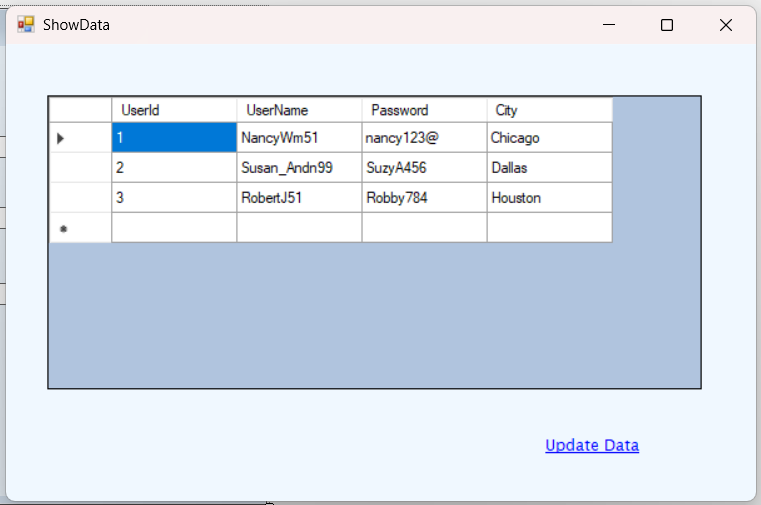 ShowData
UserId UserName Password City
1 NancyWm51 nancy123@ Chicago
2 Susan_Andn99 SuzyA456 Dallas
3 RobertJ51 Robby784 Houston
Update Data